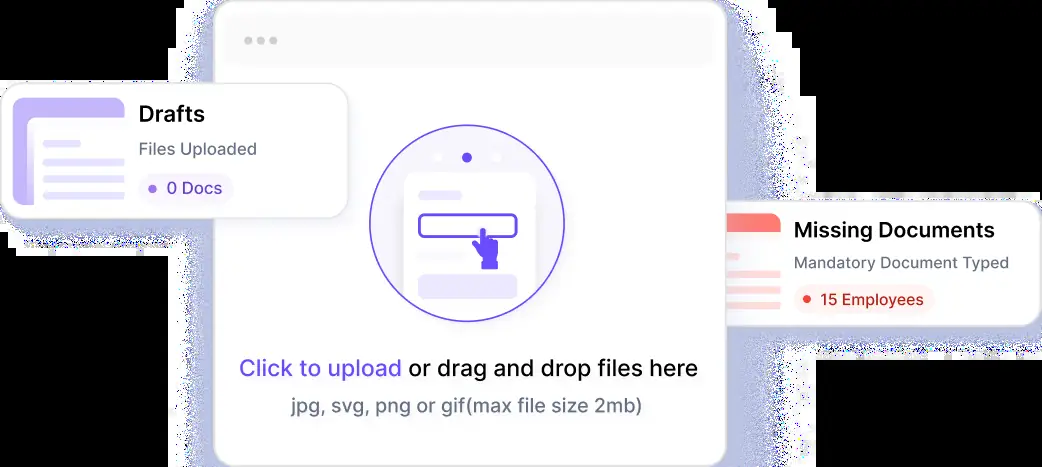 Drafts
Files Uploaded
0 Docs
Missing Documents
Mandatory Document Typed
15 Employees
Click to upload or drag and drop files here
jpg, svg, png or gif(max file size 2mb)